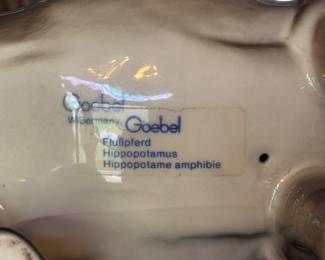 Goebel
W.Germany
Goebel
Flußpferd
Hippopotamus
Hippopotame amphibie